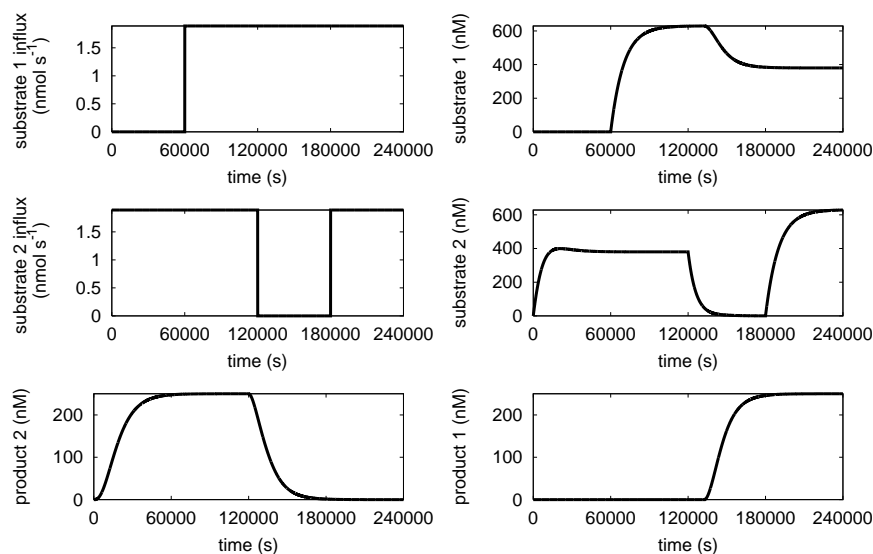 substrate 1 influx
(nmol s-1)
1.5
1
0.5
0
0 60000 120000 180000 240000
time (s)
substrate 1 (nM)
600
400
200
0
0 60000 120000 180000 240000
time (s)
substrate 2 influx
(nmol s-1)
1.5
1
0.5
0
0 60000 120000 180000 240000
time (s)
substrate 2 (nM)
600
400
200
0
0 60000 120000 180000 240000
time (s)
product 2 (nM)
200
100
0
0 60000 120000 180000 240000
time (s)
product 1 (nM)
200
100
0
0 60000 120000 180000 240000
time (s)